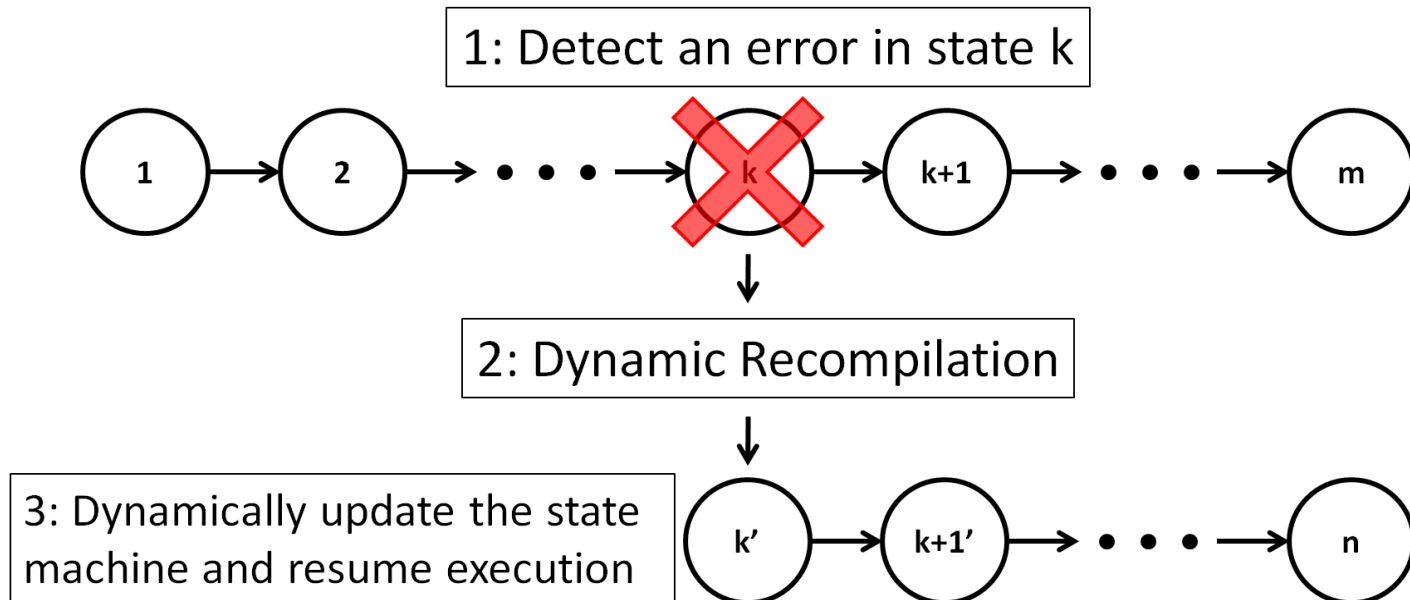 1: Detect an error in state k
1
2
k
k+1
m
2: Dynamic Recompilation
3: Dynamically update the state
machine and resume execution
k’
k+1’
n